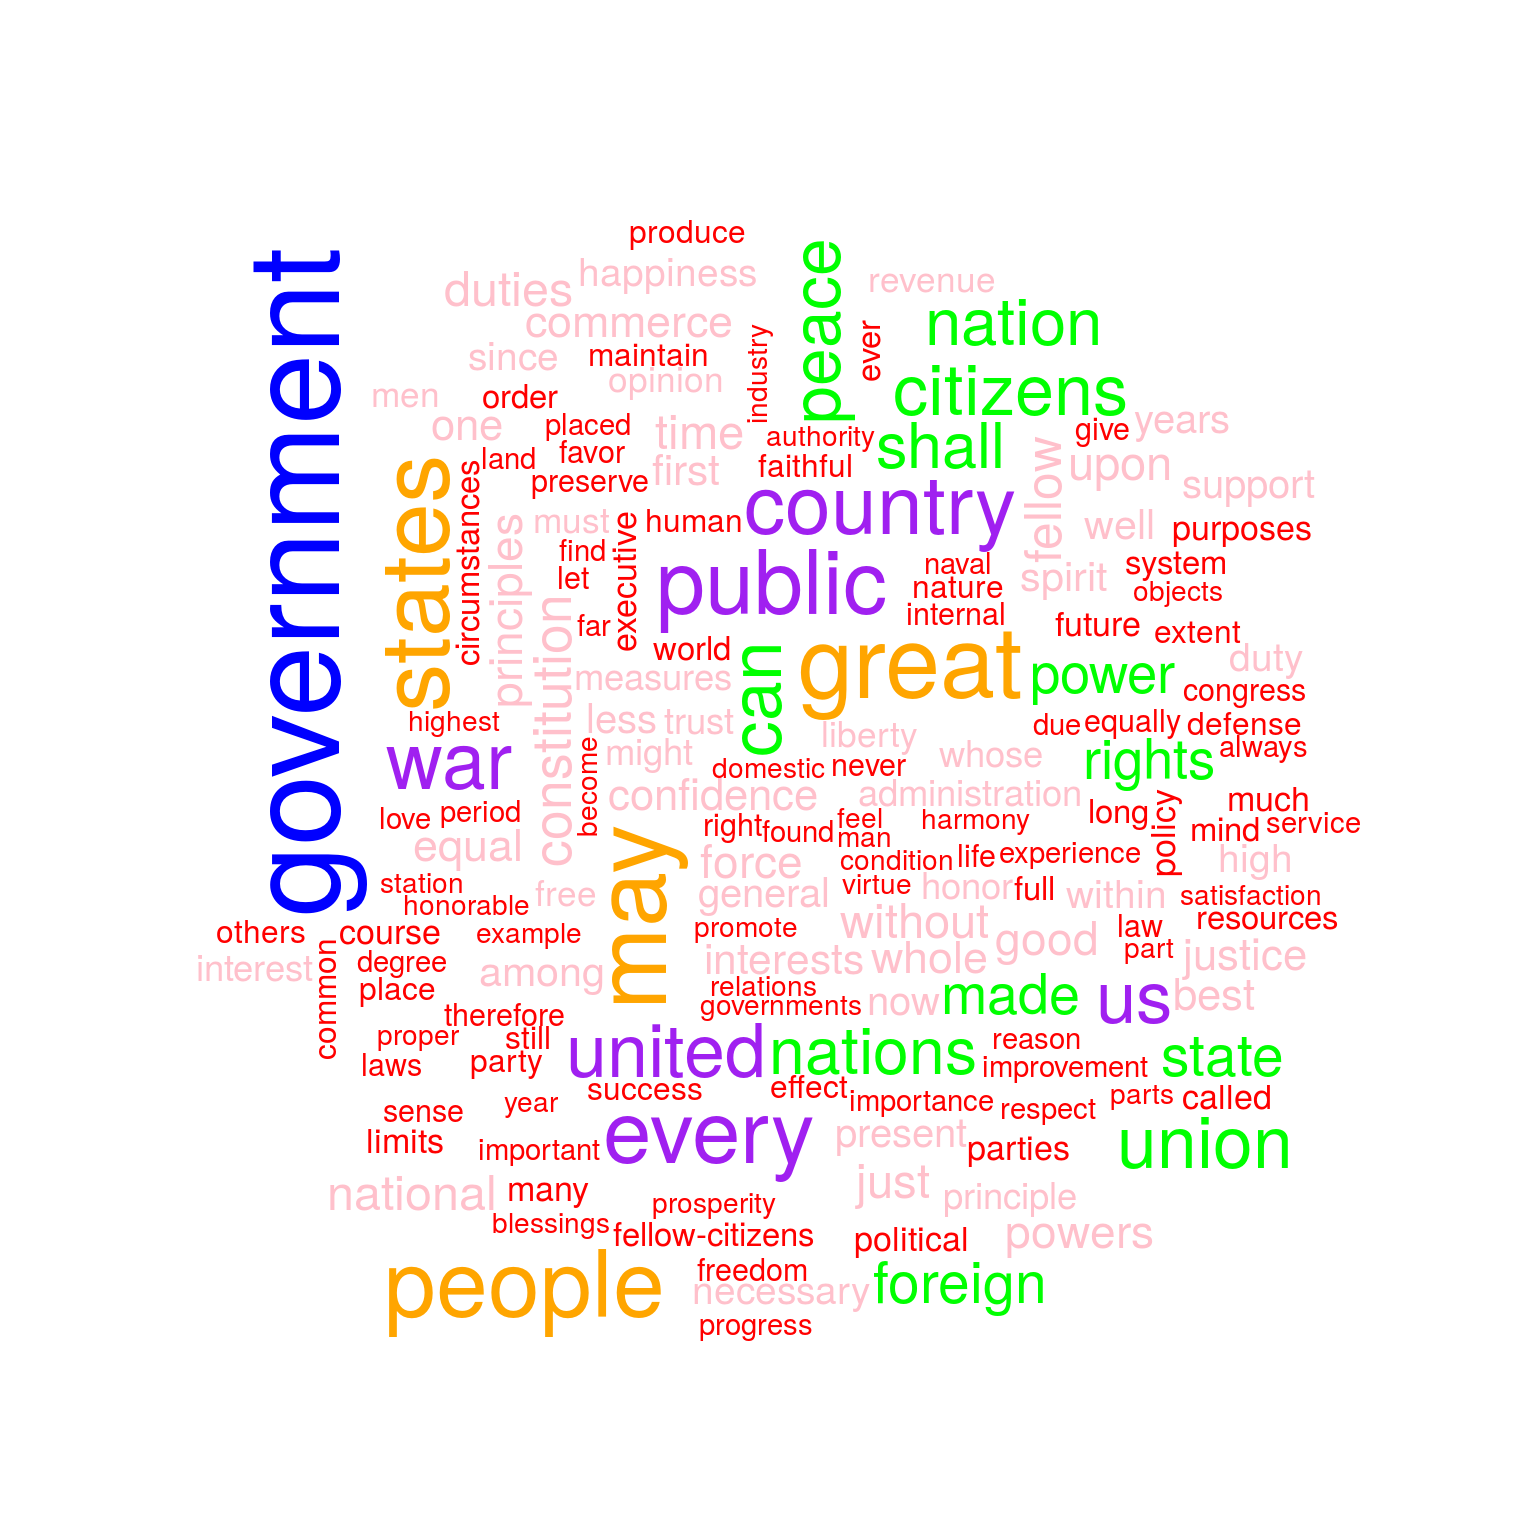 produce
government
peace
happiness
revenue
duties
nation
commerce
since
maintain
industry
ever
opinion
citizens
men
order
one
placed
time
authority
shall
give
years
land
favor
first
faithful
fellow
upon
states
circumstances
preserve
support
country
principles
must
human
well
purposes
find
executive
public
naval
spirit
system
let
nature
objects
constitution
far
internal
future
extent
world
can
great
power
duty
measures
congress
highest
less
trust
liberty
due
equally
defense
war
might
whose
rights
always
become
domestic
never
confidence
administration
love
period
right
found
feel
harmony
long
policy
much
man
mind
service
equal
may
force
condition
life
experience
high
station
honorable
free
general
virtue
honor
full
within
satisfaction
others
course
example
promote
without
law
resources
interest
common
degree
among
interests
whole
good
part
justice
place
relations
governments
now
made
us
best
therefore
proper
still
united
nations
reason
state
laws
party
improvement
success
effect
sense
year
importance
respect
parts
called
limits
important
every
present
parties
union
national
many
just
principle
prosperity
blessings
fellow-citizens
political
powers
people
freedom
necessary
foreign
progress